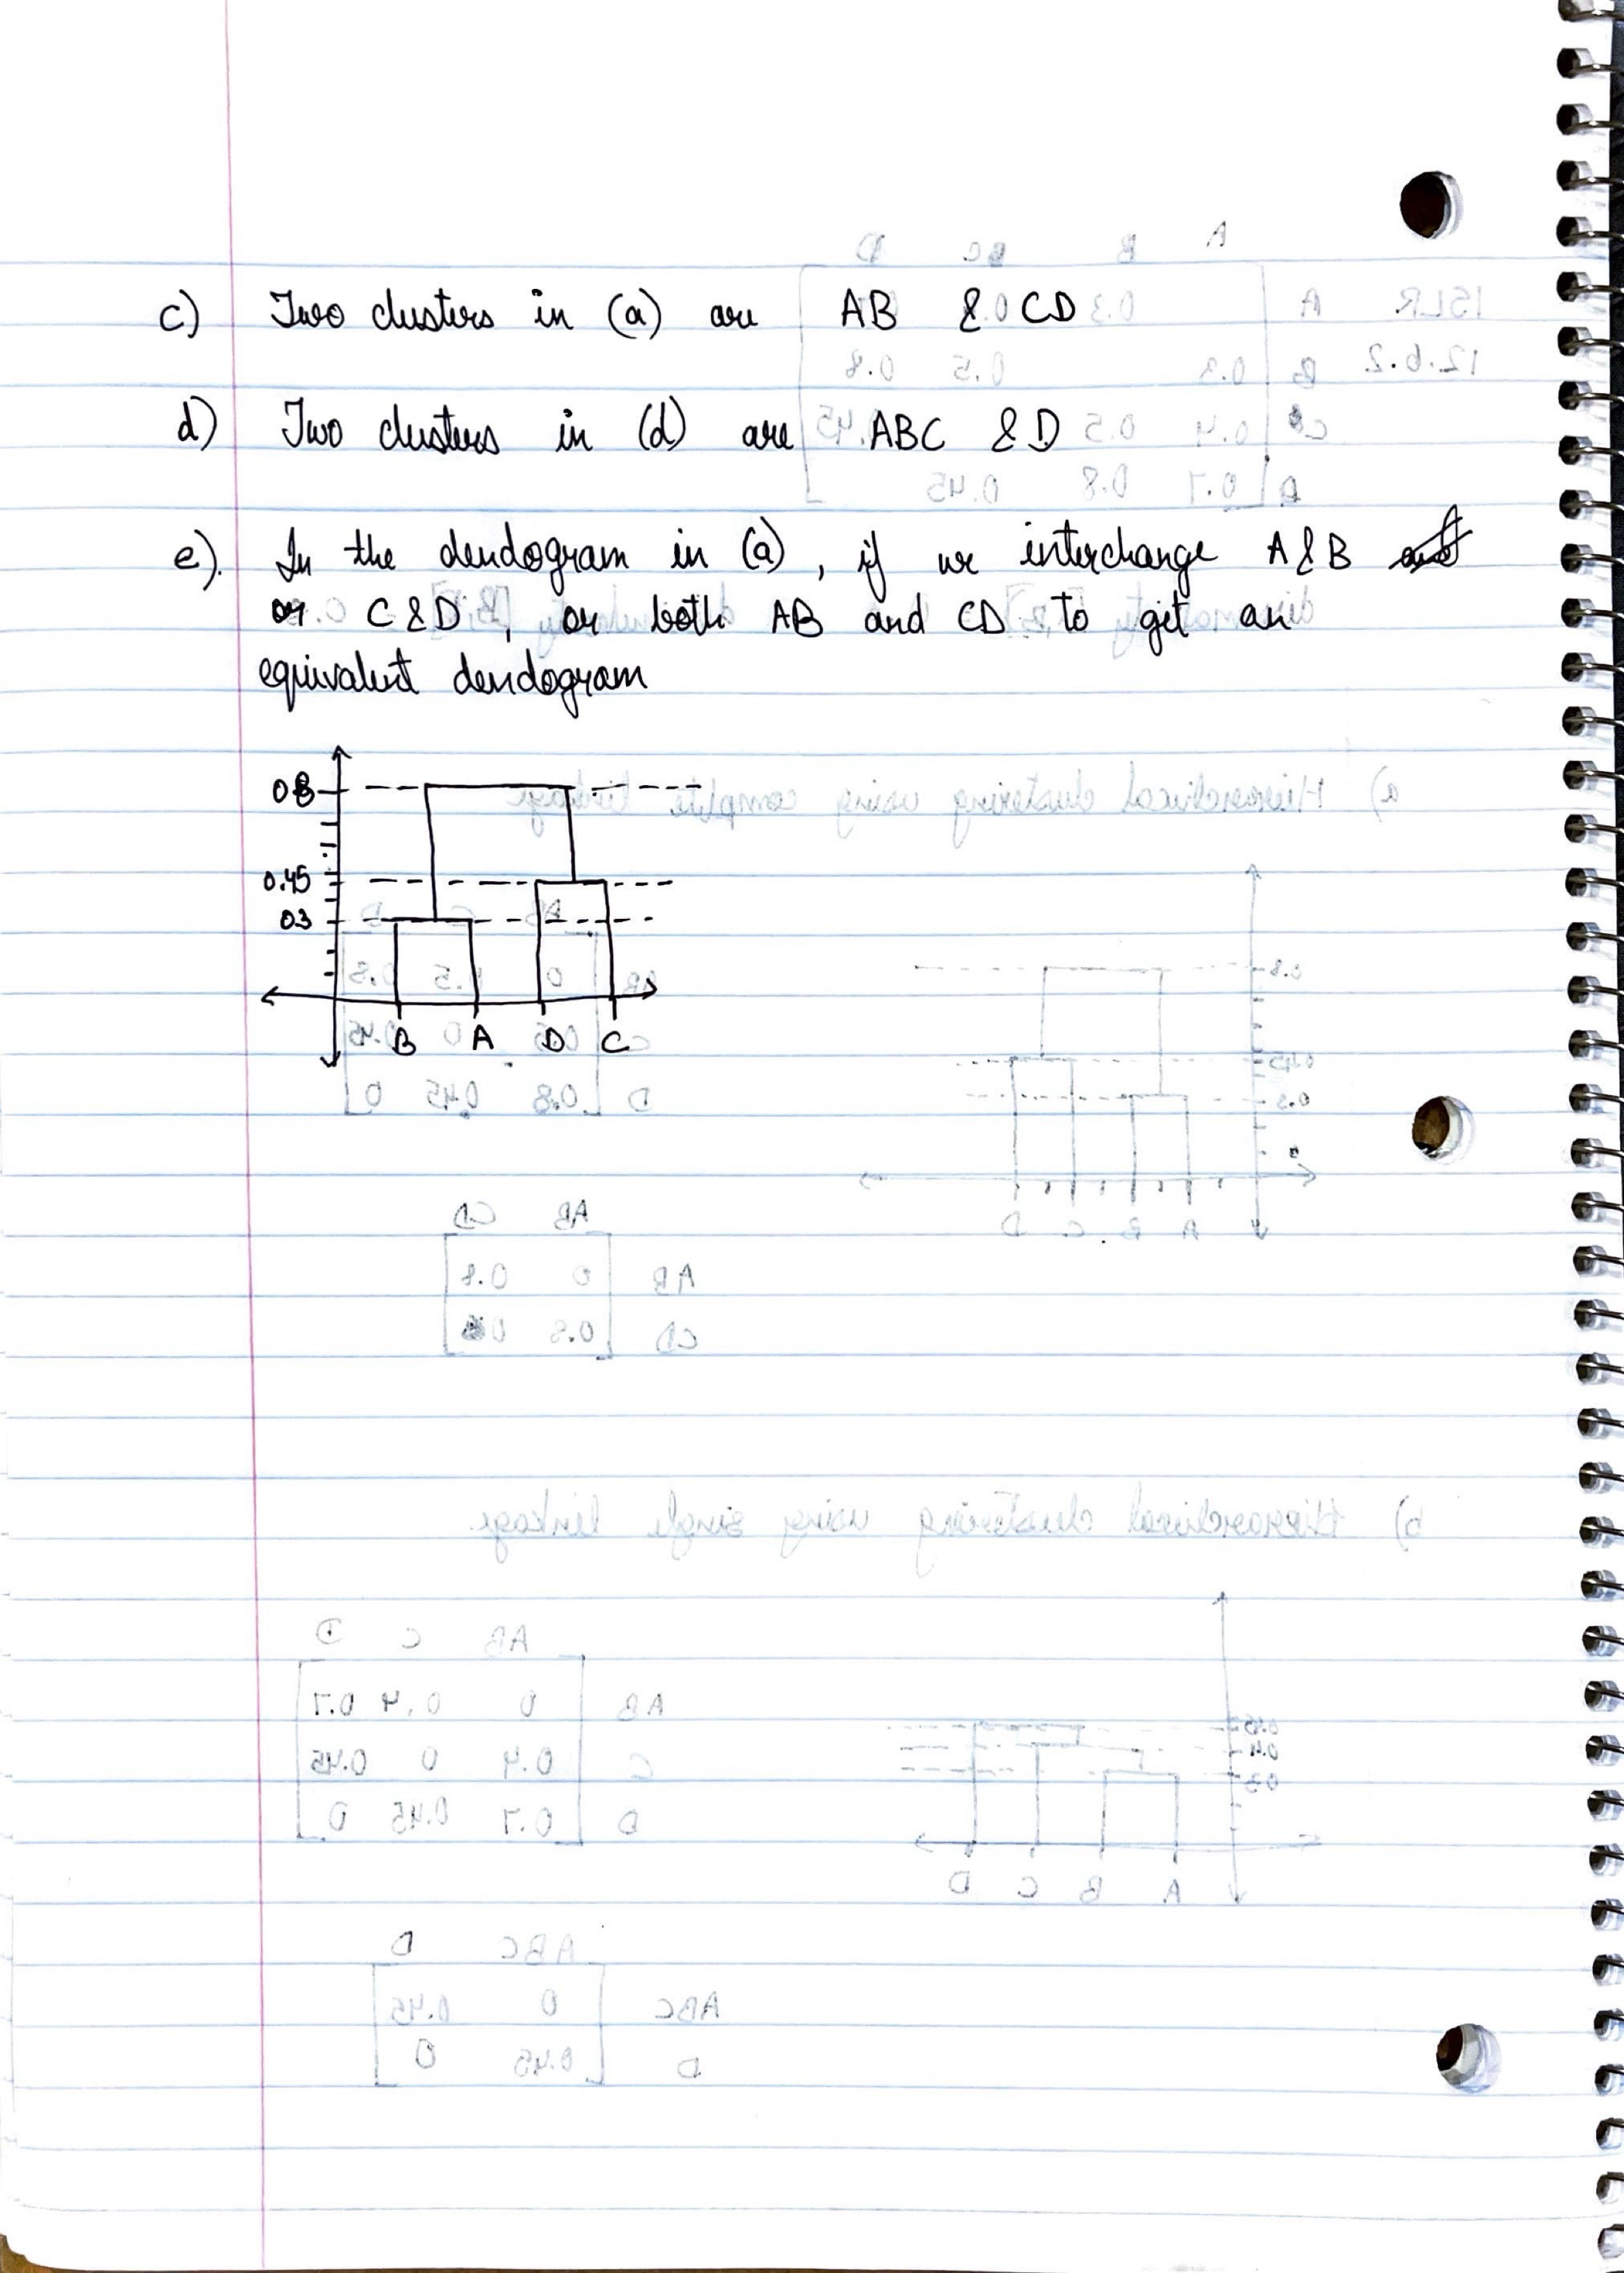 c) Two clusters in (a) are AB & CD
d) Two clusters in (d) are ABC & D
e). In the dendogram in (a), if we interchange A&B
or C&D, or both AB and CD to get an
equivalent dendogram
0.8
0.45
0.3
B A D C